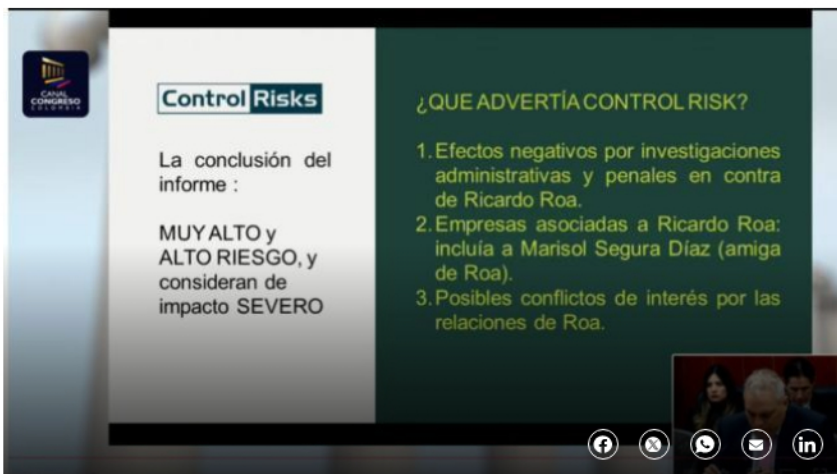 CANAL
CONGRESO
COLOMBIA
Control Risks
La conclusión del
informe :
MUY ALTO y
ALTO RIESGO, y
consideran de
impacto SEVERO
¿QUE ADVERTÍA CONTROL RISK?
1. Efectos negativos por investigaciones
administrativas y penales en contra
de Ricardo Roa.
2. Empresas asociadas a Ricardo Roa:
incluía a Marisol Segura Díaz (amiga
de Roa).
3. Posibles conflictos de interés por las
relaciones de Roa.